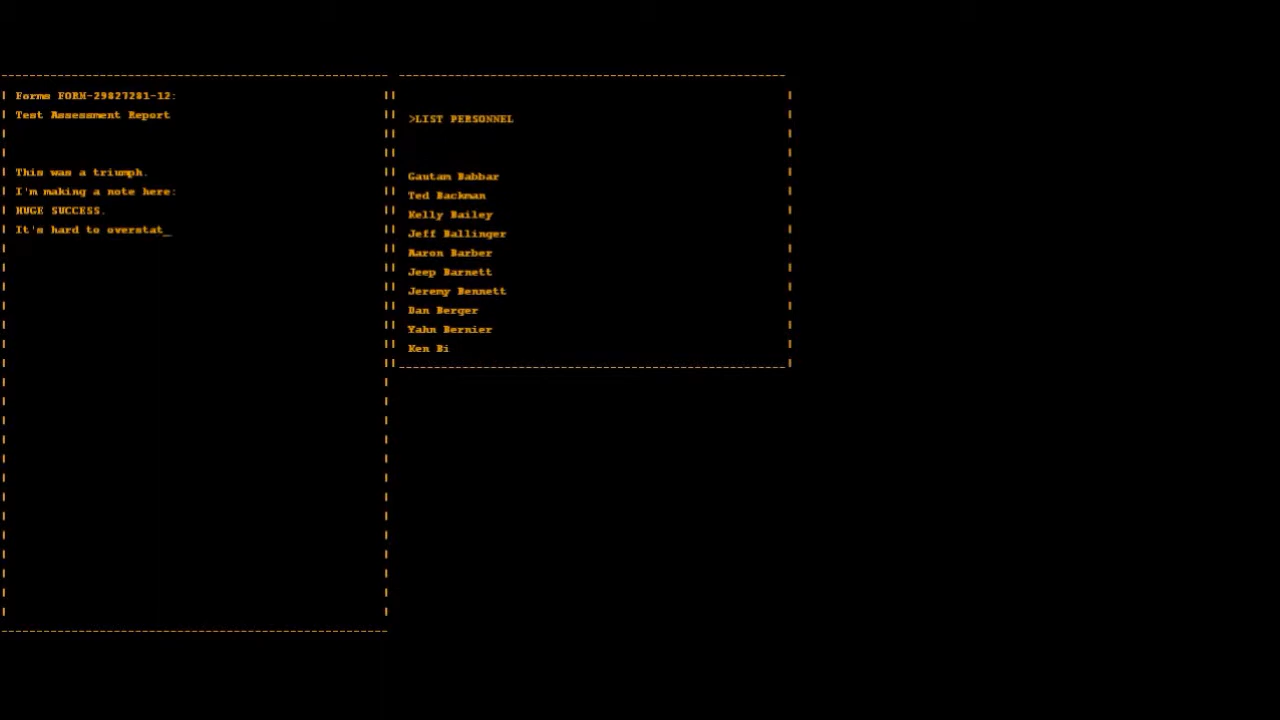 Forms FORM-29827281-12:
Test Assessment Report
This was a triumph.
I'm making a note here:
HUGE SUCCESS.
It's hard to overstat_
>LIST PERSONNEL
Gautam Babbar
Ted Backman
Kelly Bailey
Jeff Ballinger
Aaron Barber
Jeep Barnett
Jeremy Bennett
Dan Berger
Yahn Bernier
Ken Bi